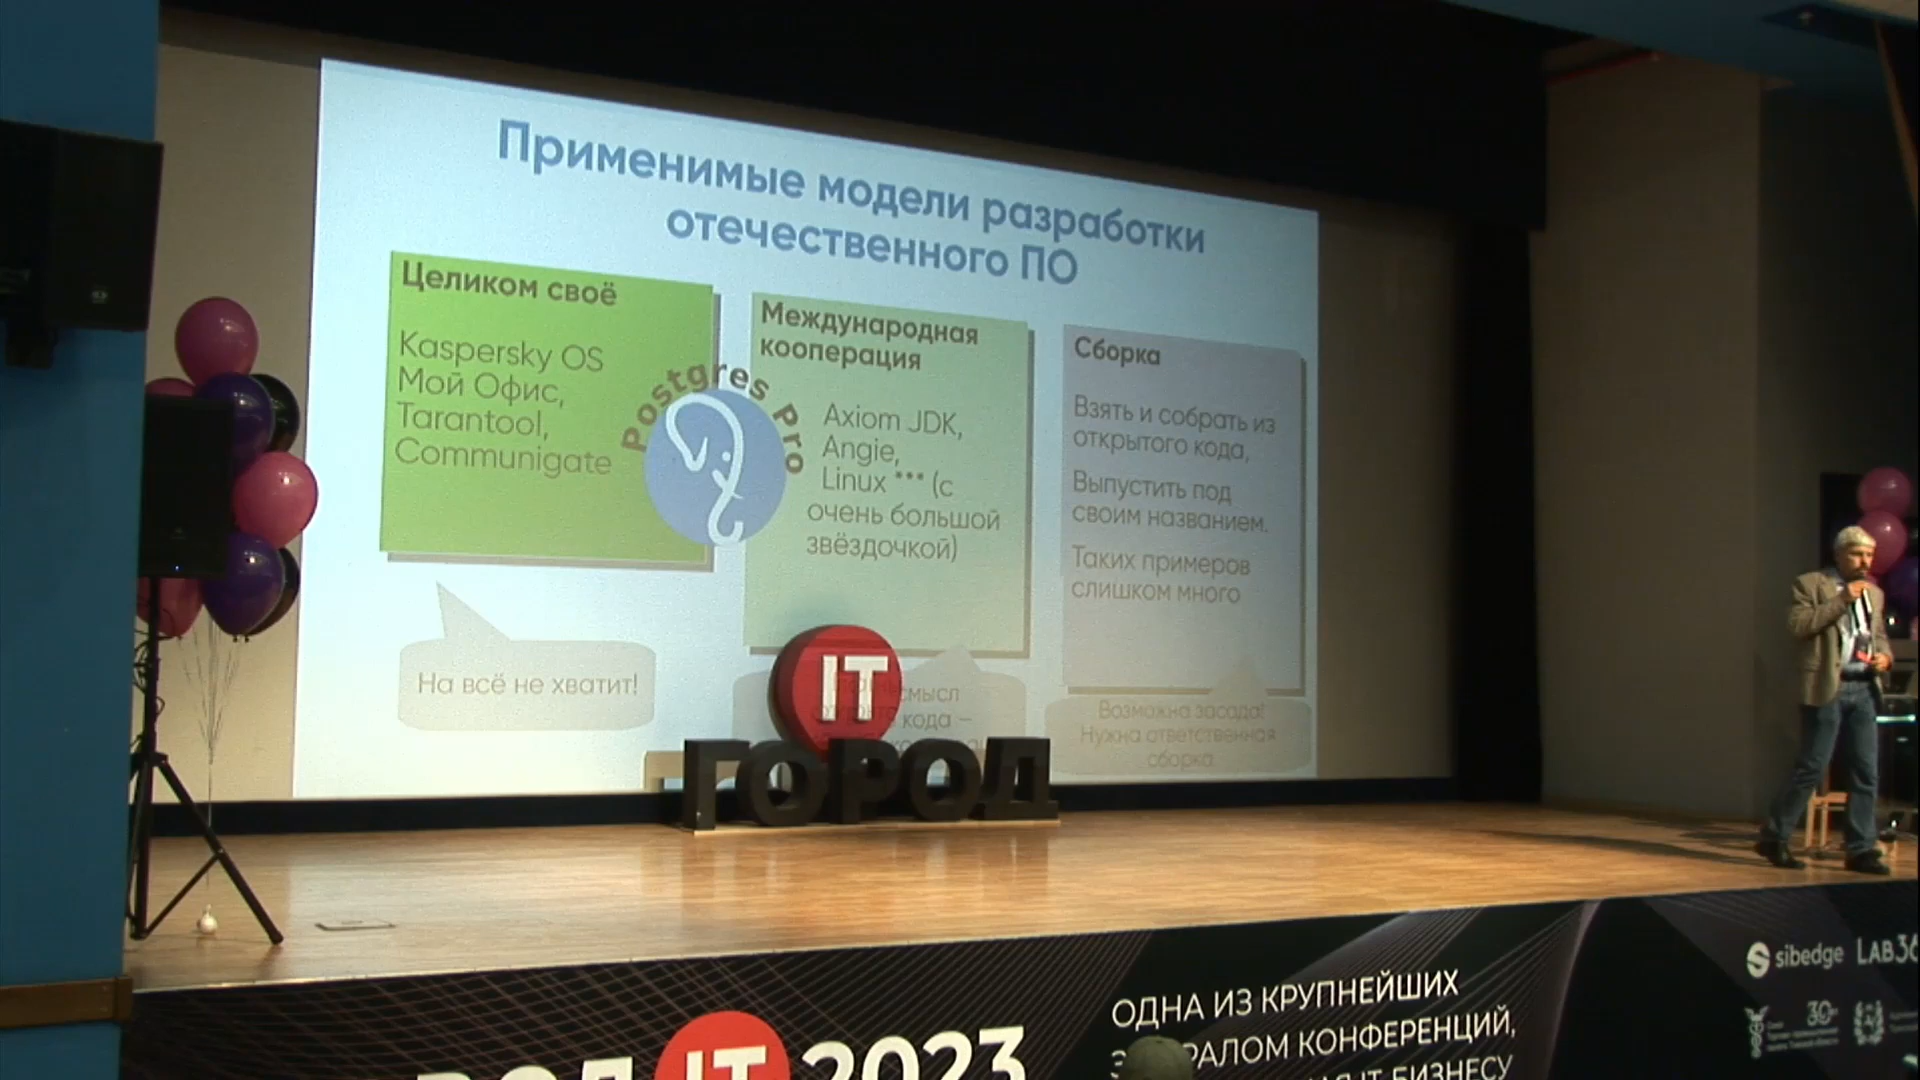 Применимые модели разработки
отечественного ПО
Целиком своё
Kaspersky OS
Мой Офис,
Tarantool,
Communigate
Postgres Pro
Международная
кооперация
Axiom JDK,
Angie,
Linux *** (с
очень большой
звёздочкой)
Сборка
Взять и собрать из
открытого кода,
Выпустить под
своим названием.
Таких примеров
слишком много
На всё не хватит!
смысл
кода –
Возможна засада!
Нужна ответственная
сборка.
IT
ГОРОД
IT 2023
ОДНА ИЗ КРУПНЕЙШИХ
КОНФЕРЕНЦИЙ,
IT-БИЗНЕСУ
sibedge LAB36
30